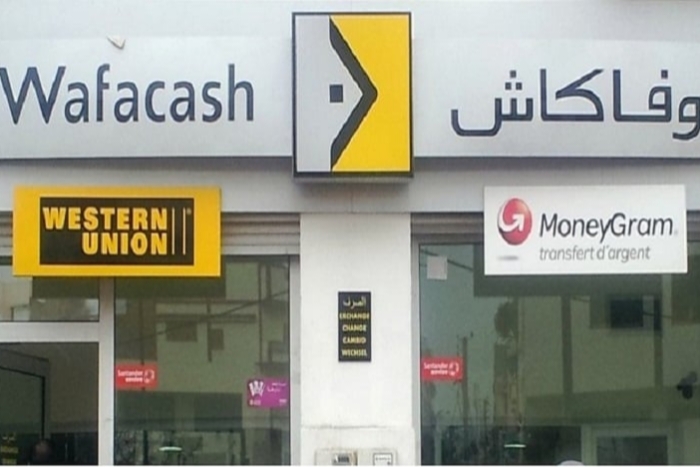 Wafacash
وفاكاش
WESTERN
UNION
MoneyGram
transfert d'argent
الصرف
EXCHANGE
CHANGE
CAMBIO
WECHSEL